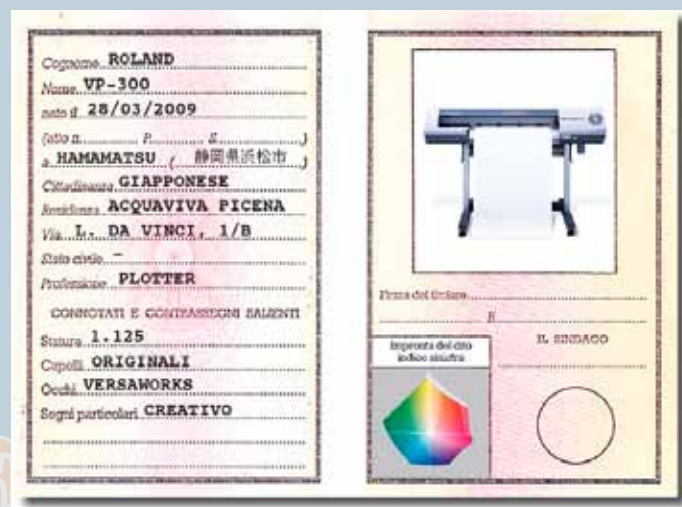 Cognome ROLAND
Nome VP-300
nato il 28/03/2009
(atto n. P. S. )
a HAMAMATSU ( 静岡県浜松市 )
Cittadinanza GIAPPONESE
Residenza ACQUAVIVA PICENA
Via L. DA VINCI, 1/B
Stato civile -
Professione PLOTTER
CONNOTATI E CONTRASSEGNI SALIENTI
Statura 1.125
Capelli ORIGINALI
Occhi VERSAWORKS
Segni particolari CREATIVO
Firma del titolare
li
Impronta del dito
indice sinistro
IL SINDACO